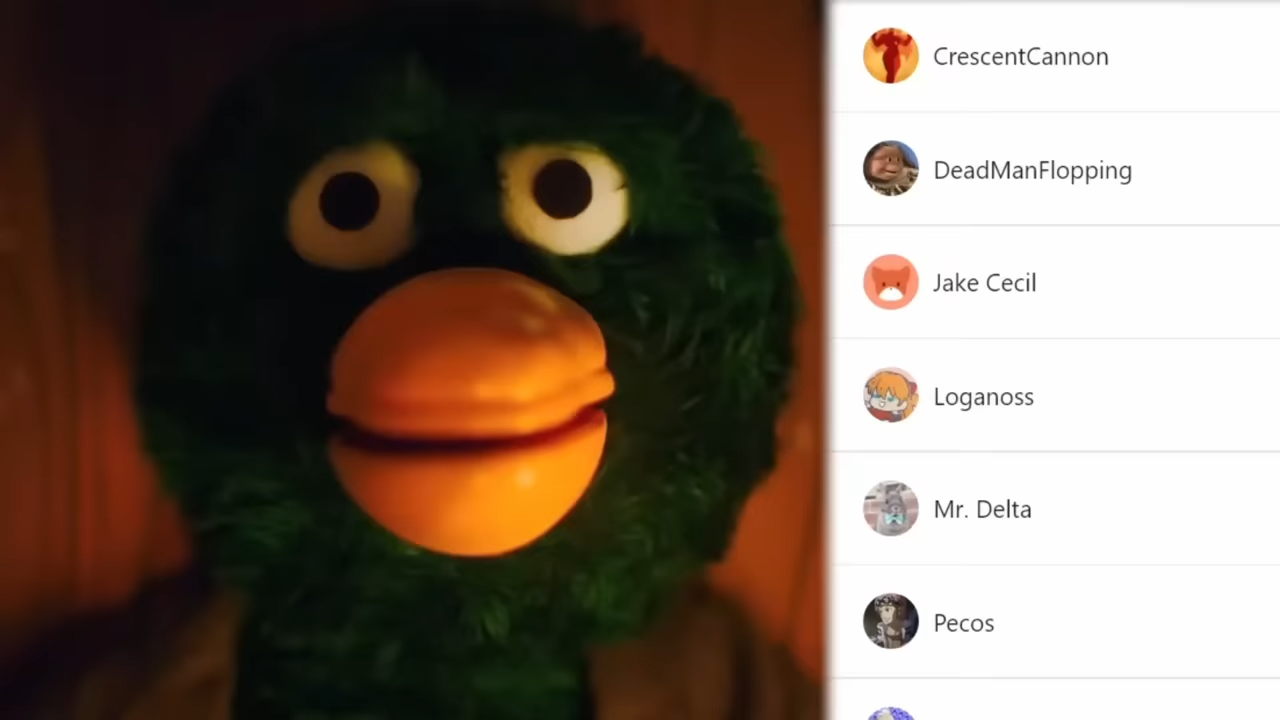 CrescentCannon
DeadManFlopping
Jake Cecil
Loganoss
Mr. Delta
Pecos